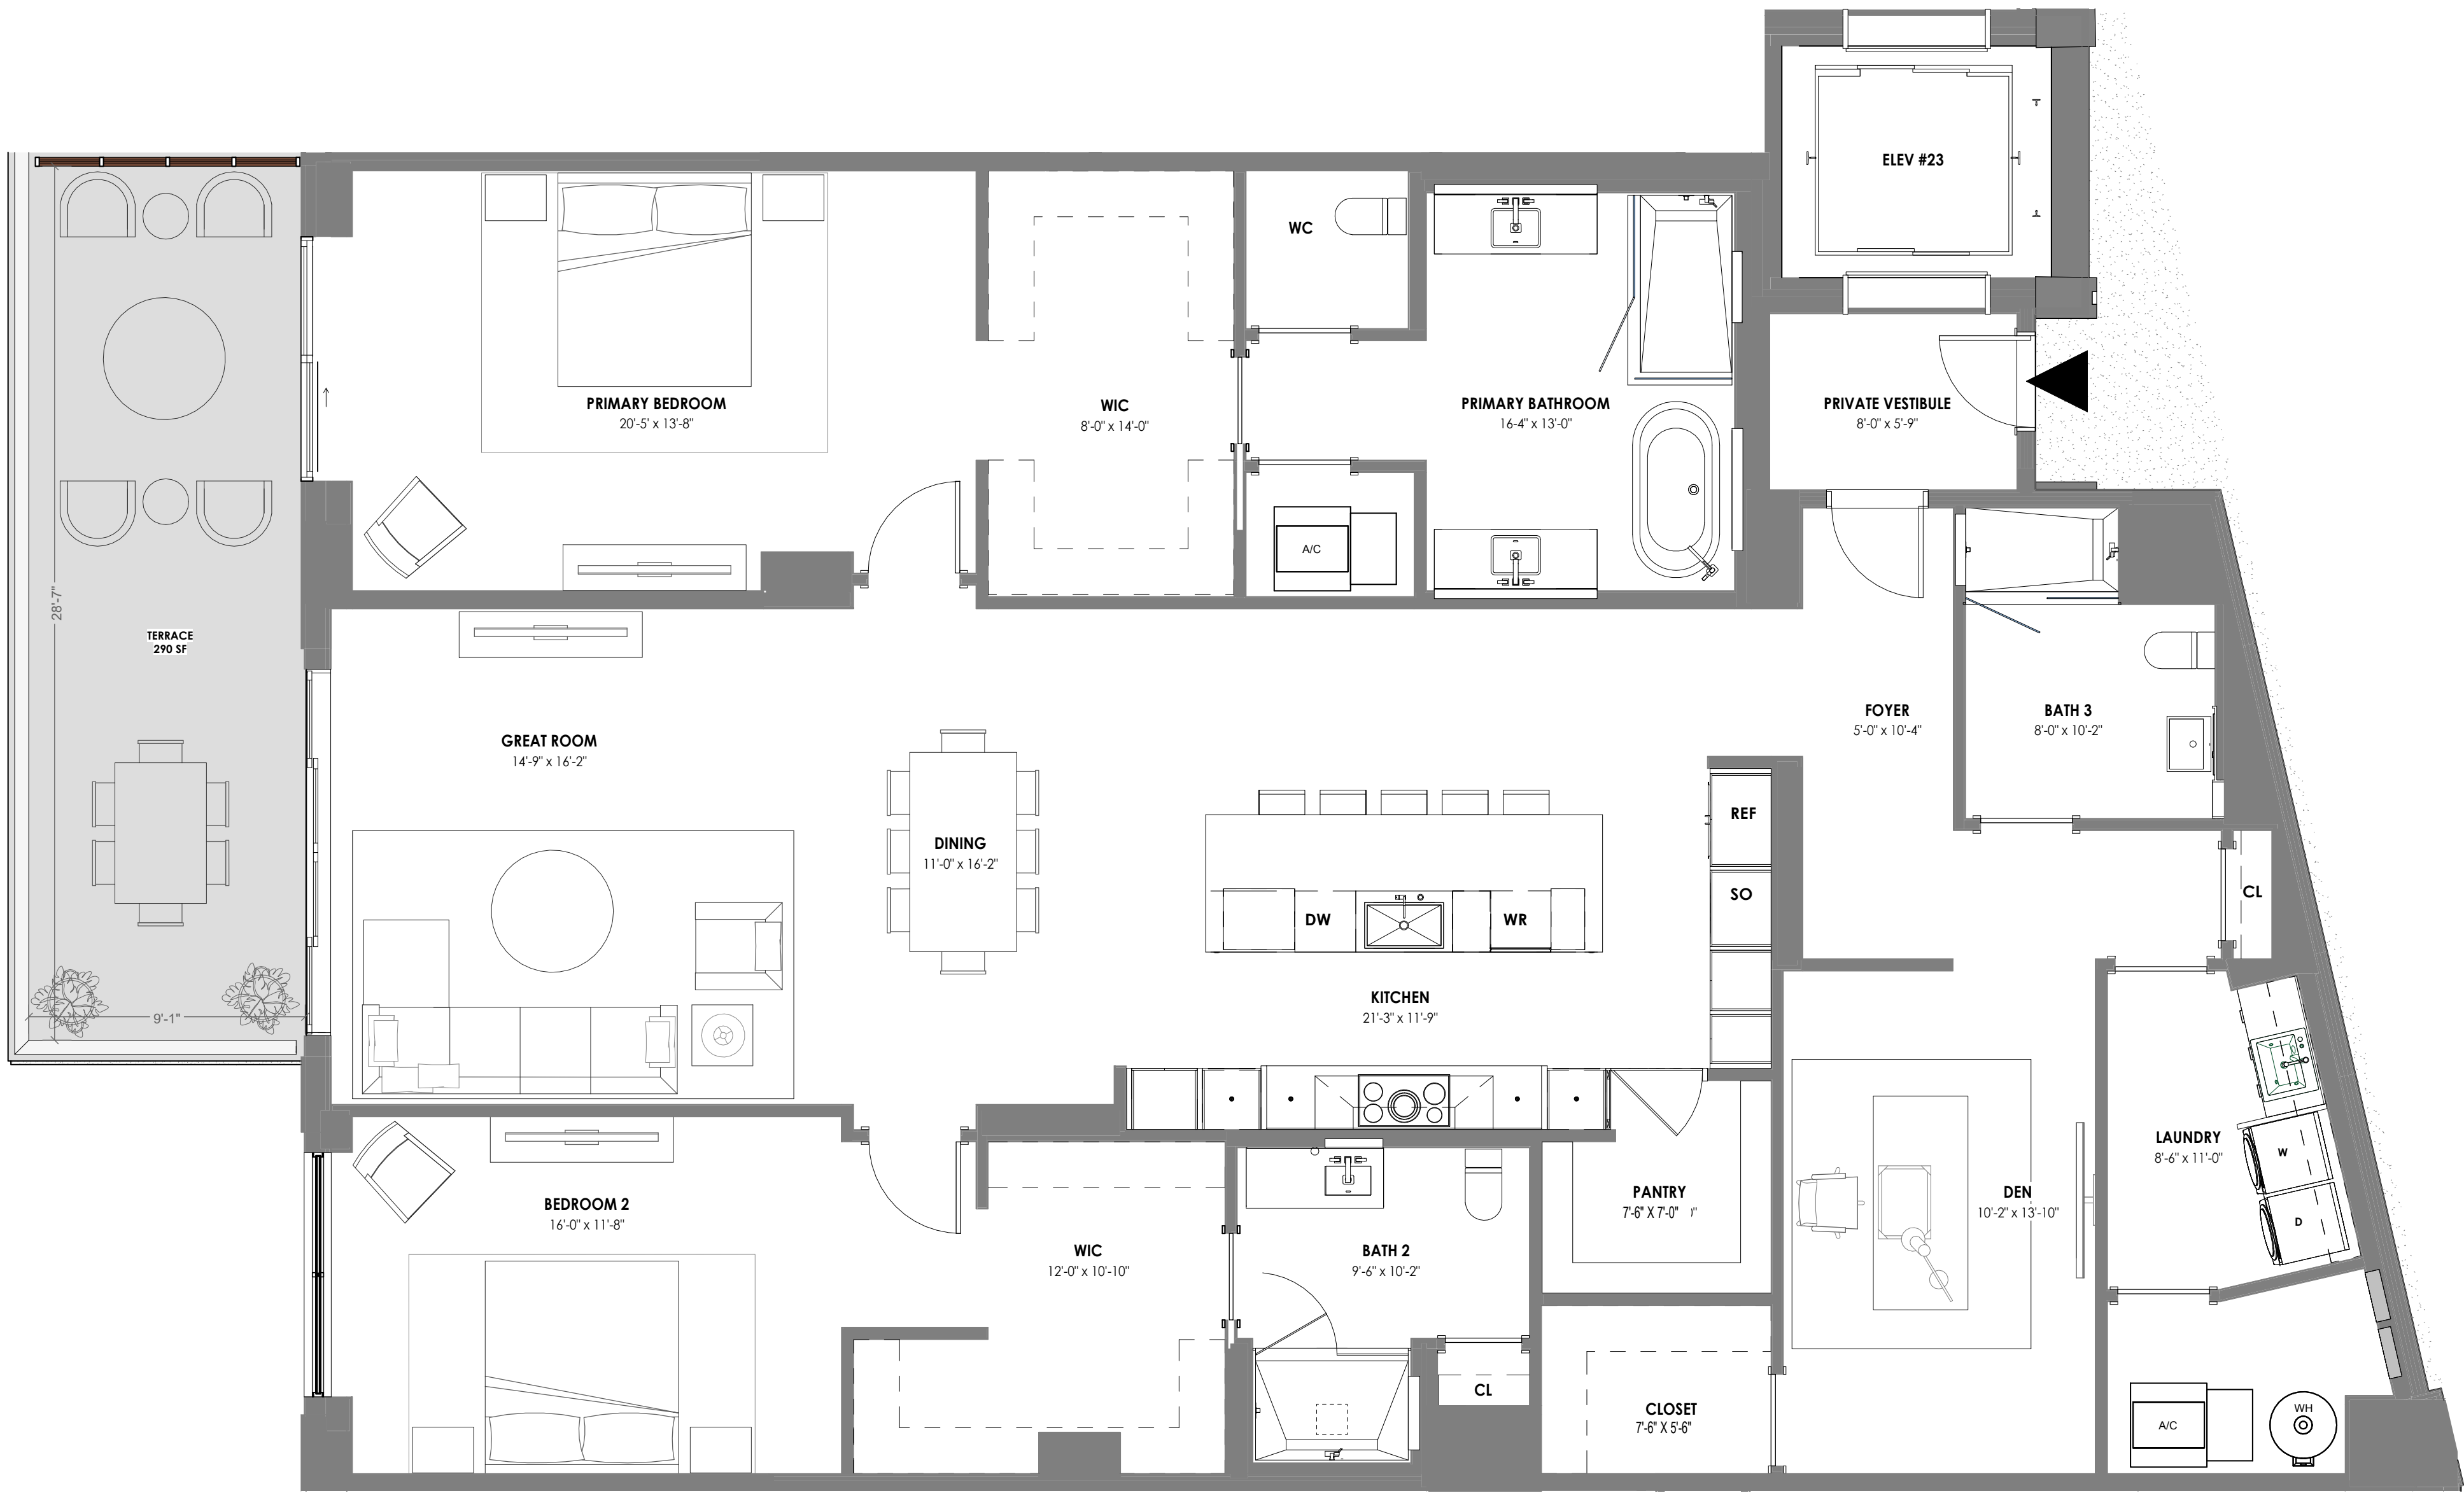 ELEV #23
WC
PRIMARY BEDROOM
20'-5' x 13'-8"
WIC
8'-0" x 14'-0"
PRIMARY BATHROOM
16-4" x 13'-0"
PRIVATE VESTIBULE
8'-0" x 5'-9"
A/C
28'-7"
TERRACE
290 SF
GREAT ROOM
14'-9" x 16'-2"
FOYER
5'-0" x 10'-4"
BATH 3
8'-0" x 10'-2"
DINING
11'-0" x 16'-2"
REF
SO
CL
DW
WR
KITCHEN
21'-3" x 11'-9"
9'-1"
LAUNDRY
8'-6" x 11'-0"
W
D
BEDROOM 2
16'-0" x 11'-8"
WIC
12'-0" x 10'-10"
BATH 2
9'-6" x 10'-2"
PANTRY
7'-6" X 7'-0"
DEN
10'-2" x 13'-10"
CL
CLOSET
7'-6" X 5'-6"
A/C
WH